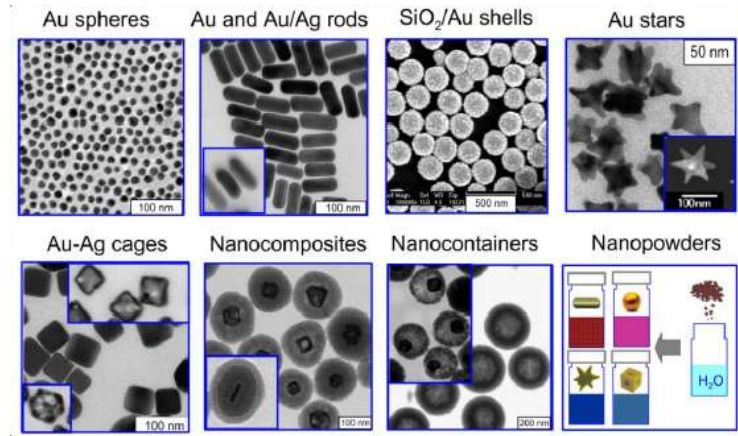 Au spheres
Au and Au/Ag rods
SiO₂/Au shells
Au stars
100 nm
100 nm
500 nm
50 nm
100nm
Au-Ag cages
Nanocomposites
Nanocontainers
Nanopowders
100 nm
100 nm
200 nm
H₂O